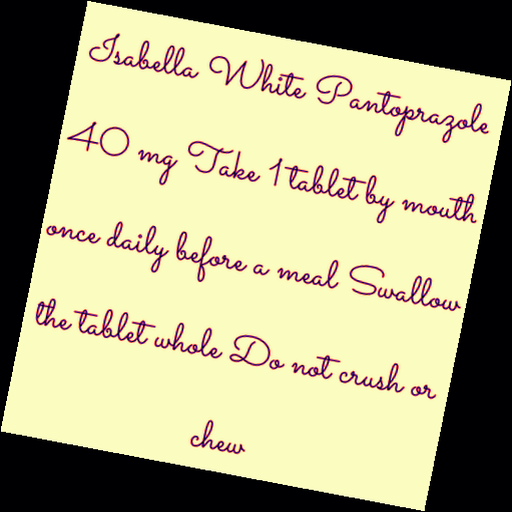 Isabella White Pantoprazole
40 mg Take 1 tablet by mouth
once daily before a meal Swallow
the tablet whole Do not crush or
chew